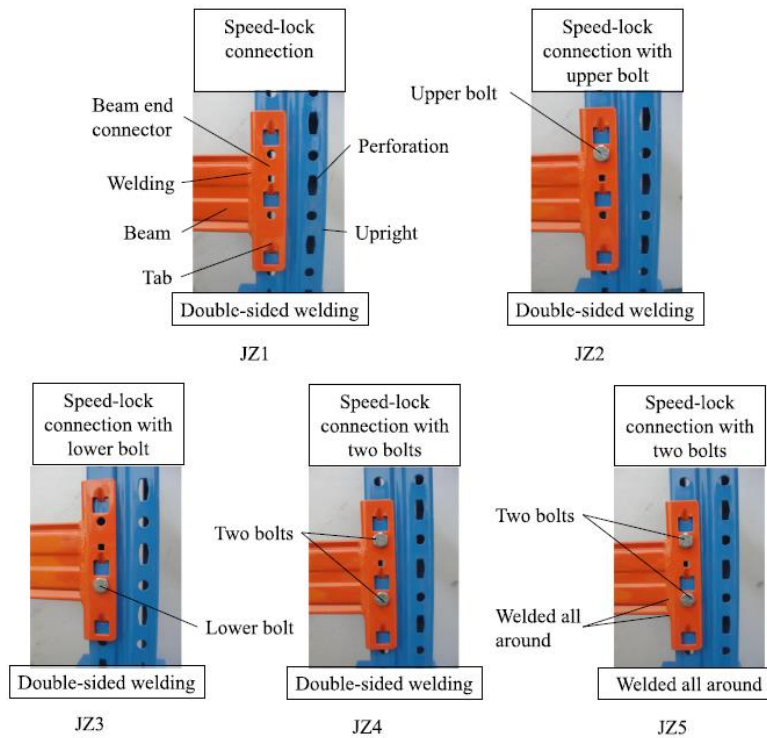 Speed-lock
connection
Beam end
connector
Welding
Beam
Tab
Perforation
Upright
Double-sided welding
JZ1
Speed-lock
connection with
upper bolt
Upper bolt
Double-sided welding
JZ2
Speed-lock
connection with
lower bolt
Lower bolt
Double-sided welding
JZ3
Speed-lock
connection with
two bolts
Two bolts
Double-sided welding
JZ4
Speed-lock
connection with
two bolts
Two bolts
Welded all
around
Welded all around
JZ5